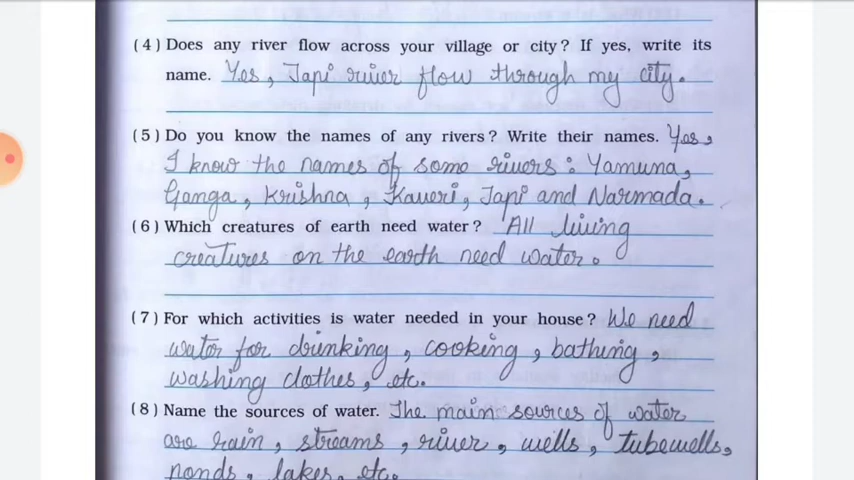 (4) Does any river flow across your village or city? If yes, write its
name. Yes, Tapi river flow through my city.
(5) Do you know the names of any rivers? Write their names. Yes,
I know the names of some rivers: Yamuna,
Ganga, Krishna, Kaveri, Tapi and Narmada.
(6) Which creatures of earth need water? All living
creatures on the earth need water.
(7) For which activities is water needed in your house? We need
water for drinking, cooking, bathing,
washing clothes, etc.
(8) Name the sources of water. The main sources of water
are rain, streams, river, wells, tubewells,
ponds, lakes, etc.